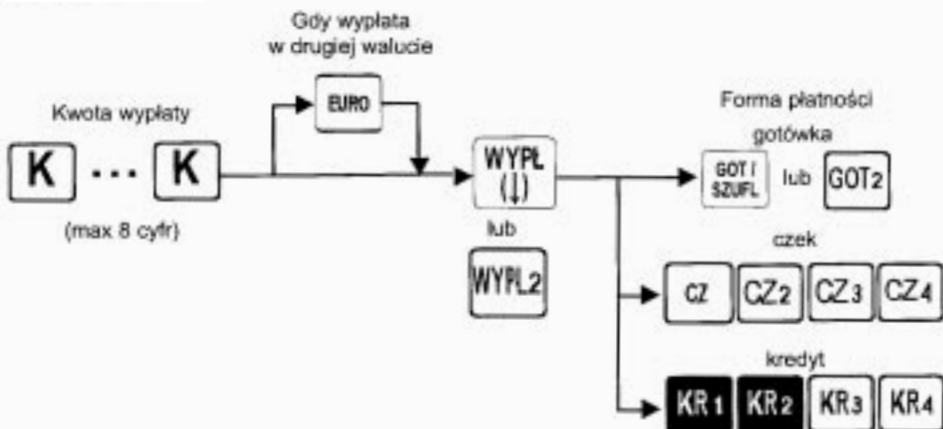 Gdy wypłata
w drugiej walucie
EURO
Kwota wypłaty
K ... K
(max 8 cyfr)
WYPŁ
(↓)
lub
WYPŁ2
Forma płatności
gotówka
GOT /
SZUFL
lub
GOT2
czek
CZ CZ2 CZ3 CZ4
kredyt
KR1 KR2 KR3 KR4